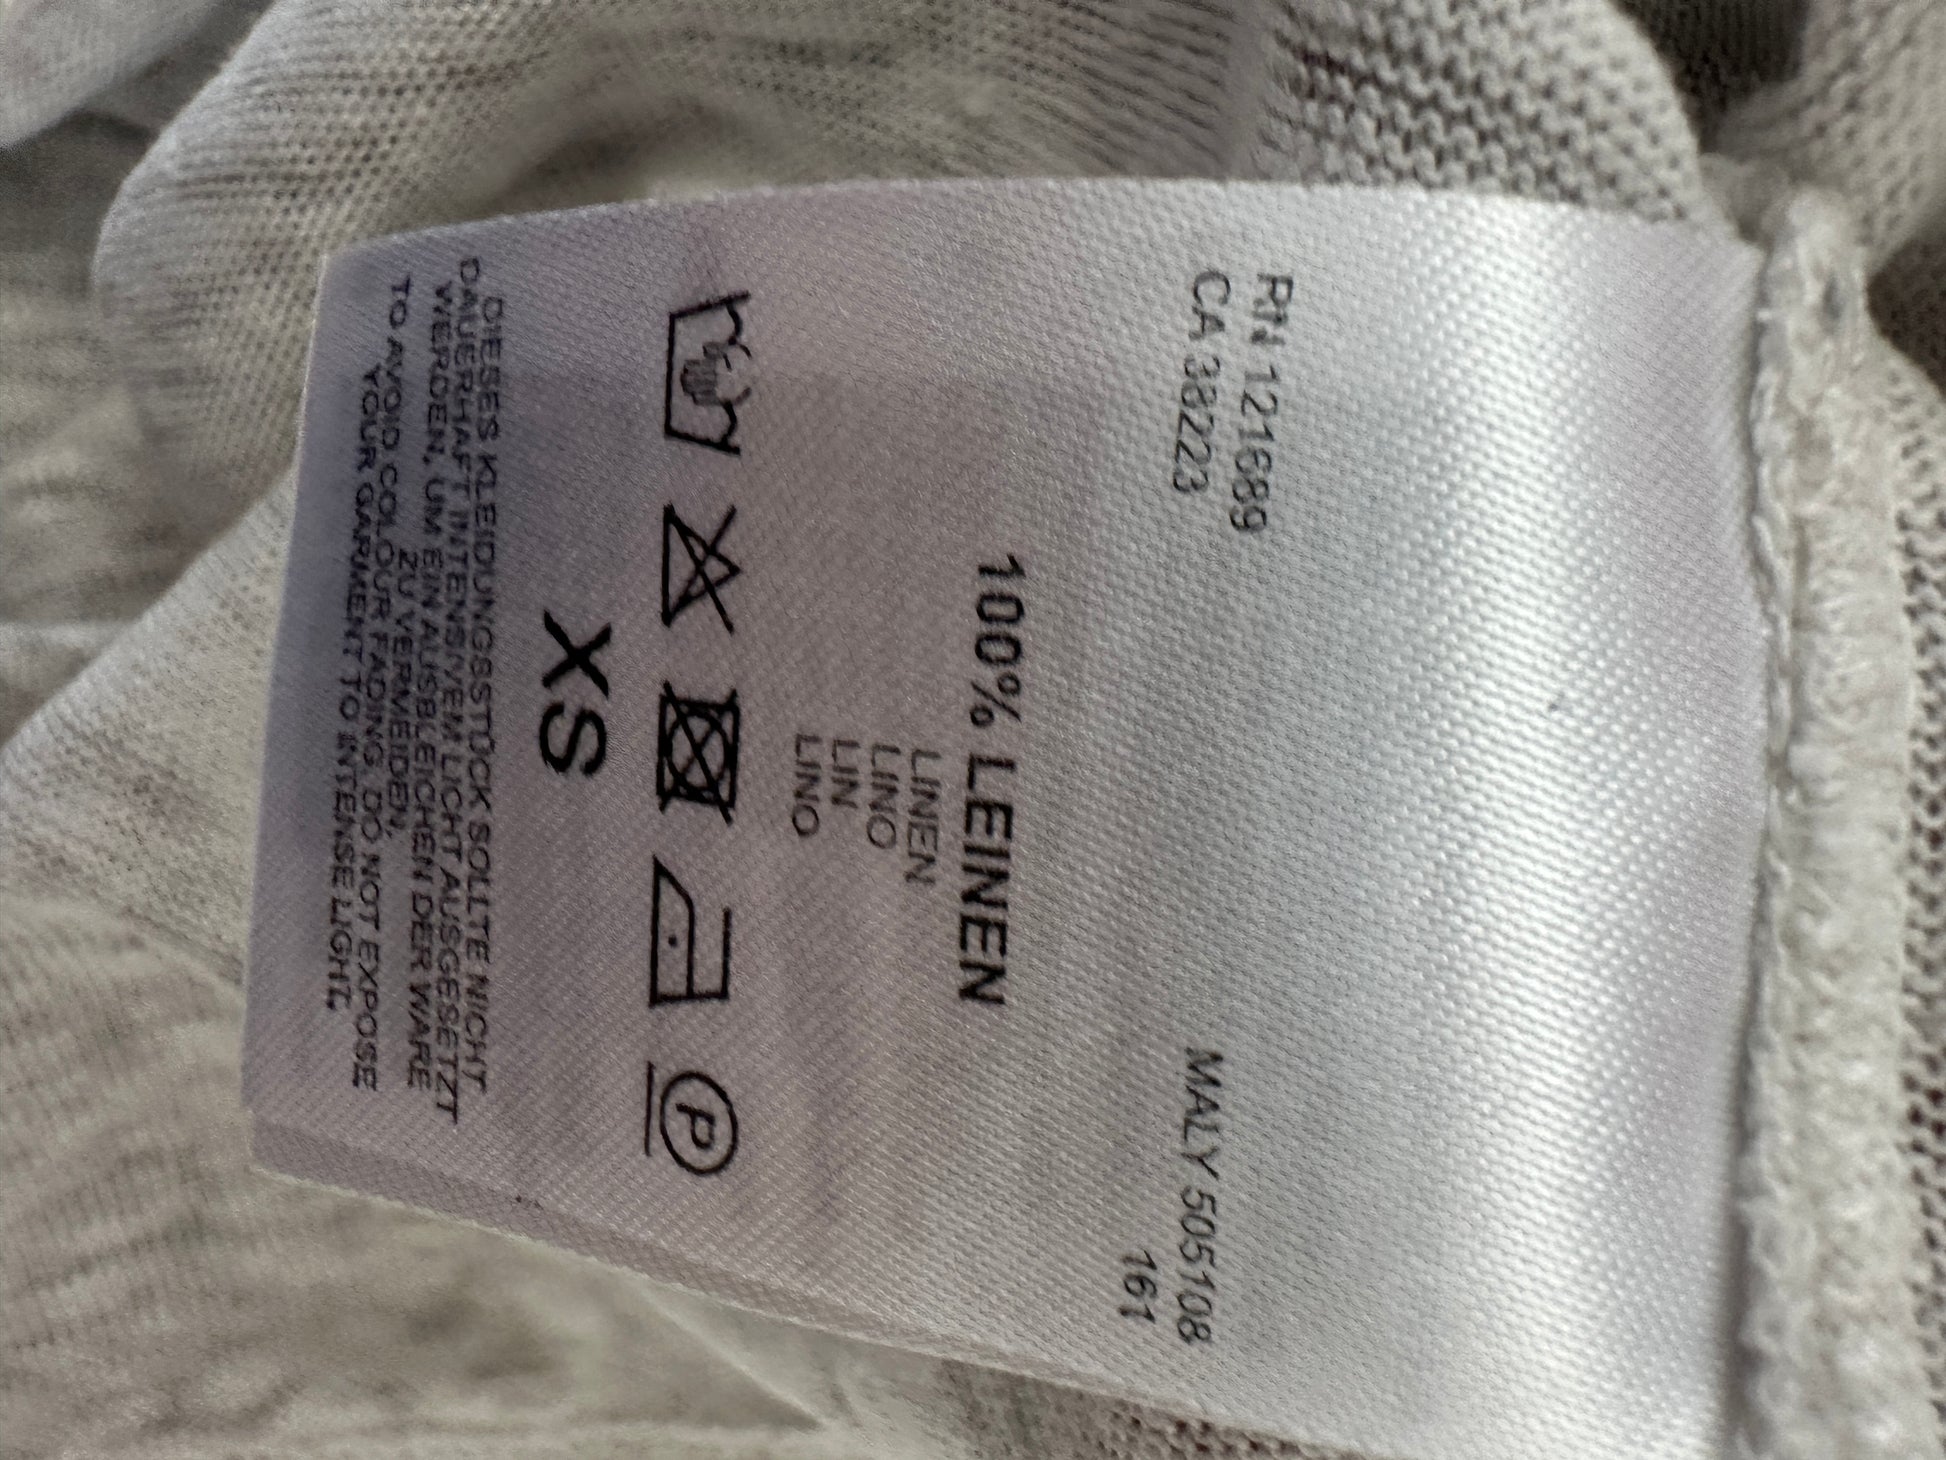 RN 121689
CA 38223
MALY 505108
161
100% LEINEN
LINEN
LINO
LIN
LINO
P
XS
DIESES KLEIDUNGSSTÜCK SOLLTE NICHT
DAUERHAFT INTENSIVEM LICHT AUSGESETZT
WERDEN, UM EIN AUSBLEICHEN DER WARE
ZU VERMEIDEN.
TO AVOID COLOUR FADING, DO NOT EXPOSE
YOUR GARMENT TO INTENSE LIGHT.